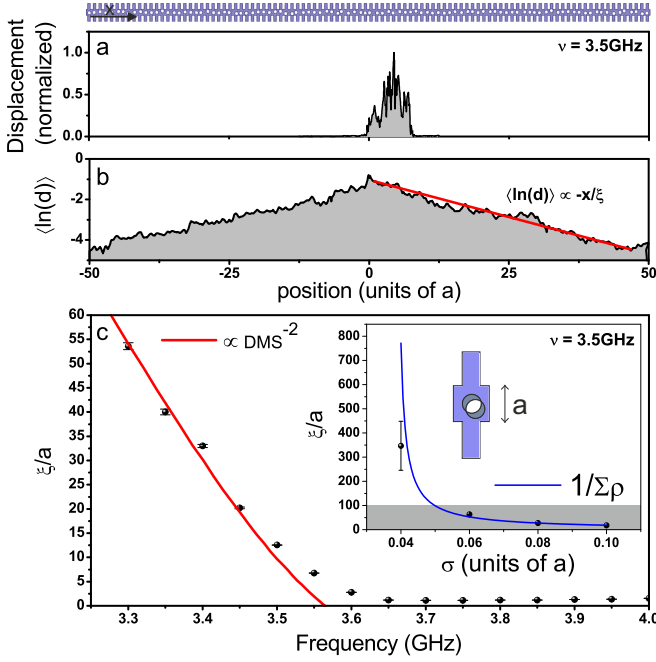 x
a
ν = 3.5GHz
Displacement
(normalized)
1.0
0.5
0.0
b
⟨ln(d)⟩ ∝ -x/ξ
⟨ln(d)⟩
0
-2
-4
-50 -25 0 25 50
position (units of a)
c
∝ DMS⁻²
ξ/a
60
55
50
45
40
35
30
25
20
15
10
5
0
3.3 3.4 3.5 3.6 3.7 3.8 3.9 4.0
Frequency (GHz)
ν = 3.5GHz
a
1/Σρ
ξ/a
800
700
600
500
400
300
200
100
0
0.04 0.06 0.08 0.10
σ (units of a)